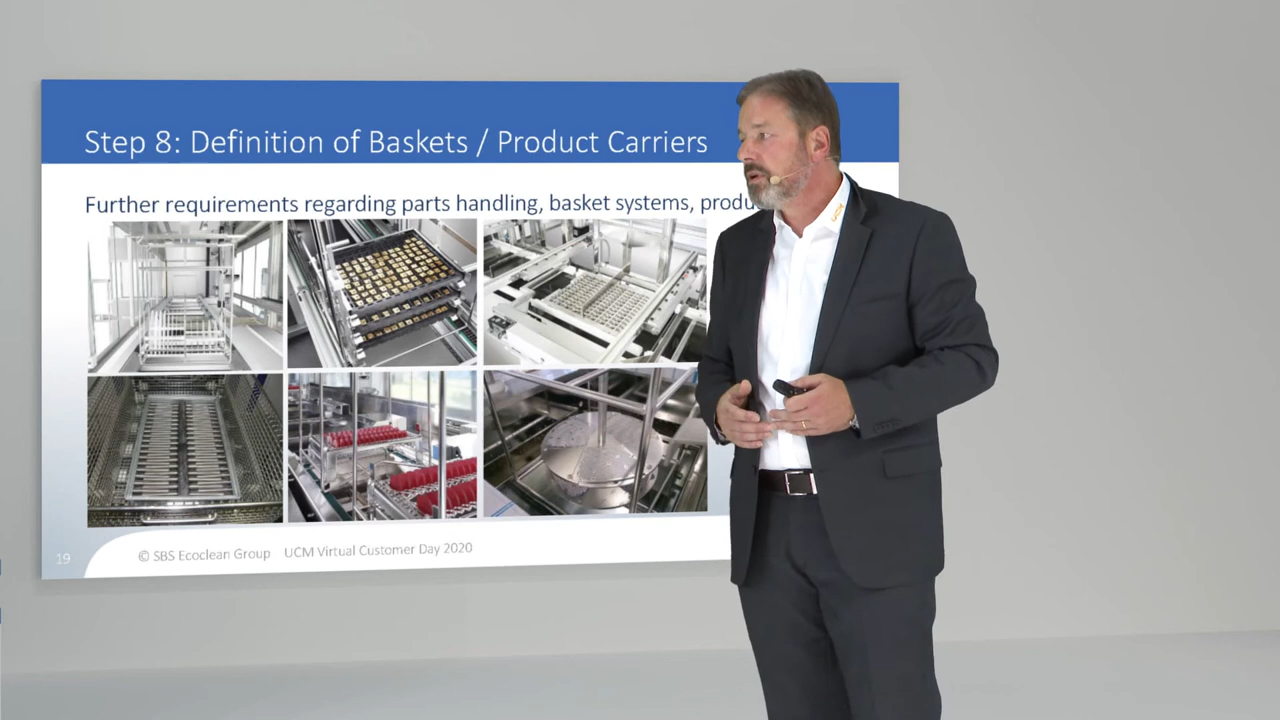 Step 8: Definition of Baskets / Product Carriers
Further requirements regarding parts handling, basket systems,
19
© SBS Ecoclean Group UCM Virtual Customer Day 2020
UCM